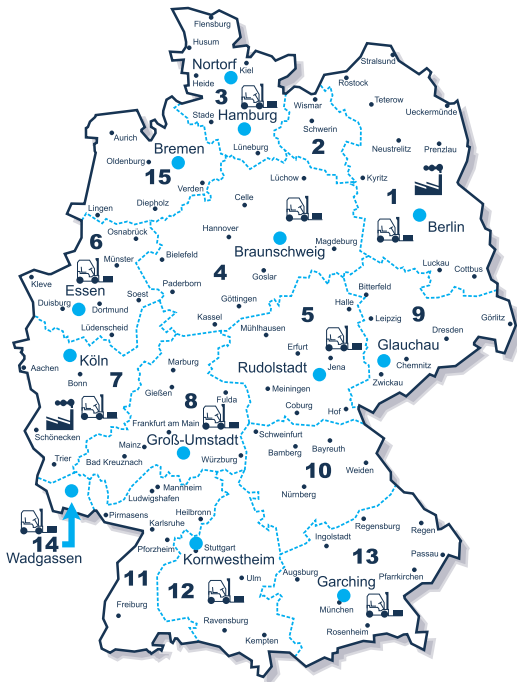 Flensburg
Husum
Nortorf
Kiel
Heide
3
Stade
Hamburg
Lüneburg
Stralsund
Rostock
Wismar
Teterow
Ueckermünde
Schwerin
2
Neustrelitz
Prenzlau
Kyritz
1
Berlin
Luckau
Cottbus
Aurich
Bremen
Oldenburg
15
Verden
Lingen
Diepholz
Lüchow
Celle
Hannover
Braunschweig
Magdeburg
Bielefeld
4
Goslar
Paderborn
Göttingen
Kassel
6
Osnabrück
Münster
Kleve
Essen
Duisburg
Dortmund
Soest
Lüdenscheid
Mühlhausen
5
Halle
Erfurt
Jena
Rudolstadt
Meiningen
Coburg
Hof
Bitterfeld
Leipzig
9
Görlitz
Dresden
Glauchau
Chemnitz
Zwickau
Köln
Aachen
7
Bonn
Schönecken
Trier
Marburg
Gießen
8
Fulda
Frankfurt am Main
Mainz
Groß-Umstadt
Bad Kreuznach
Würzburg
Schweinfurt
Bamberg
Bayreuth
10
Weiden
Nürnberg
14
Wadgassen
Pirmasens
Mannheim
Ludwigshafen
Karlsruhe
Heilbronn
Pforzheim
Stuttgart
Kornwestheim
11
12
Ulm
Freiburg
Ravensburg
Kempten
Regensburg
Regen
Ingolstadt
13
Passau
Augsburg
Pfarrkirchen
Garching
München
Rosenheim